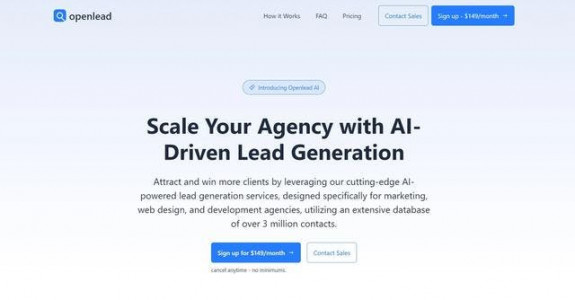 openlead
How it Works
FAQ
Pricing
Contact Sales
Sign up - $149/month →
Introducing Openlead AI
Scale Your Agency with AI-
Driven Lead Generation
Attract and win more clients by leveraging our cutting-edge AI-
powered lead generation services, designed specifically for marketing,
web design, and development agencies, utilizing an extensive database
of over 3 million contacts.
Sign up for $149/month →
Contact Sales
cancel anytime - no minimums.